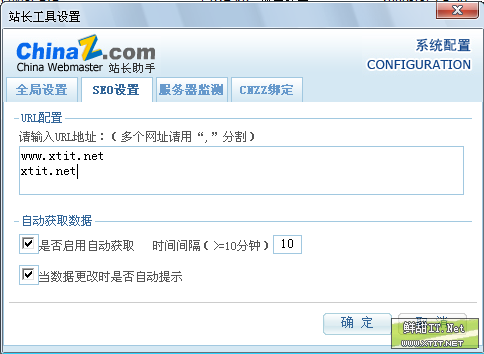 站长工具设置
ChinaZ.com
China Webmaster 站长助手
系统配置
CONFIGURATION
全局设置 SEO设置 服务器监测 CNZZ绑定
URL配置
请输入URL地址:(多个网址请用“,”分割)
www.xtit.net
xtit.net
自动获取数据
是否启用自动获取 时间间隔(>=10分钟) 10
当数据更改时是否自动提示
确 定 取 消
鲜甜IT.Net
WWW.XTIT.NET